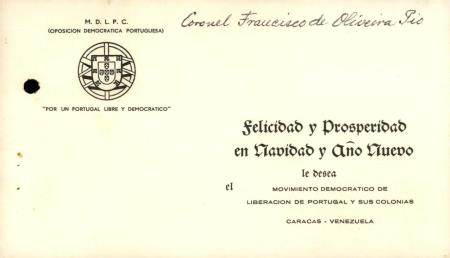 M. D. L. P. C.
(OPOSICION DEMOCRATICA PORTUGUESA)
Coronel Francisco de Oliveira Pio
"POR UN PORTUGAL LIBRE Y DEMOCRATICO"
Felicidad y Prosperidad
en Navidad y Año Nuevo
le desea
el MOVIMIENTO DEMOCRATICO DE
LIBERACION DE PORTUGAL Y SUS COLONIAS
CARACAS - VENEZUELA